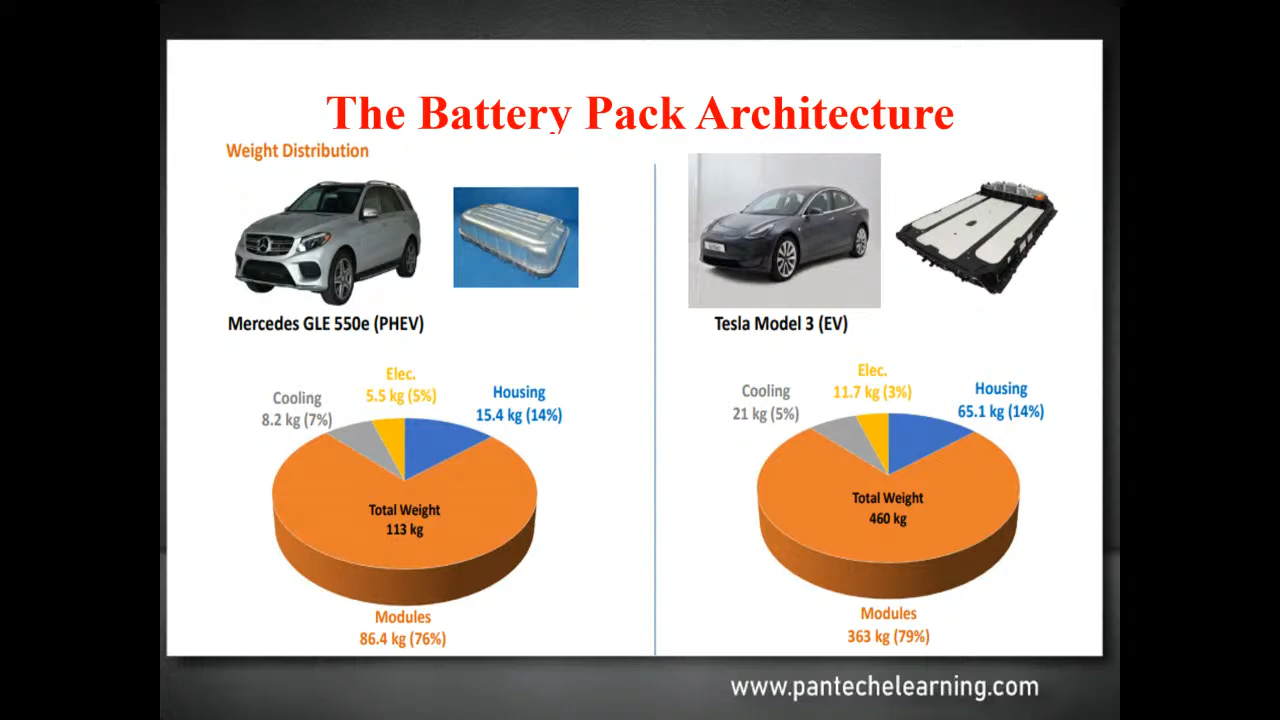 The Battery Pack Architecture
Weight Distribution
Mercedes GLE 550e (PHEV)
Elec.
5.5 kg (5%)
Cooling
8.2 kg (7%)
Housing
15.4 kg (14%)
Total Weight
113 kg
Modules
86.4 kg (76%)
Tesla Model 3 (EV)
Elec.
11.7 kg (3%)
Cooling
21 kg (5%)
Housing
65.1 kg (14%)
Total Weight
460 kg
Modules
363 kg (79%)
www.pantechelearning.com